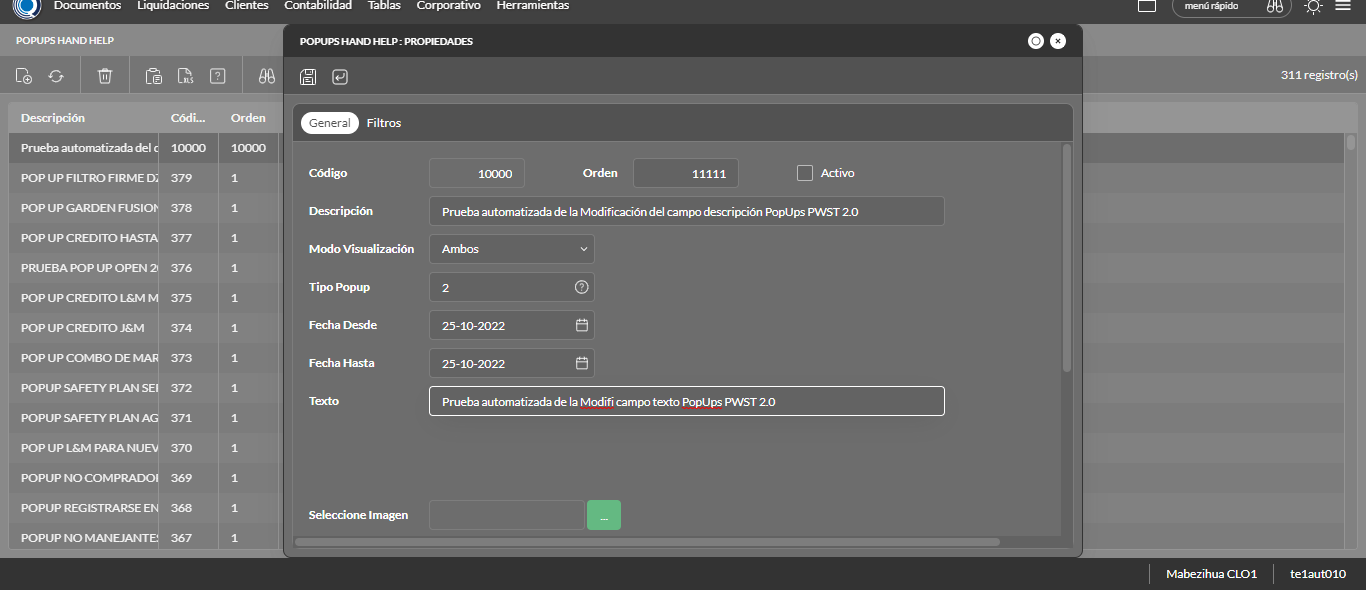 Documentos Liquidaciones Clientes Contabilidad Tablas Corporativo Herramientas menú rápido
POPUPS HAND HELP
POPUPS HAND HELP : PROPIEDADES
XLS
311 registro(s)
Descripción Códi... Orden
Prueba automatizada del 10000 10000
POP UP FILTRO FIRME 379 1
POP UP GARDEN FUSION 378 1
POP UP CREDITO HASTA 377 1
PRUEBA POP UP OPEN 376 1
POP UP CREDITO L&M M 375 1
POP UP CREDITO J&M 374 1
POP UP COMBO DE MAR 373 1
POPUP SAFETY PLAN SE 372 1
POPUP SAFETY PLAN AG 371 1
POP UP L&M PARA NUEV 370 1
POPUP NO COMPRADO 369 1
POPUP REGISTRARSE EN 368 1
POPUP NO MANEJANTE 367 1
General Filtros
Código 10000 Orden 11111 Activo
Descripción Prueba automatizada de la Modificación del campo descripción PopUps PWST 2.0
Modo Visualización Ambos
Tipo Popup 2
Fecha Desde 25-10-2022
Fecha Hasta 25-10-2022
Texto Prueba automatizada de la Modifi campo texto PopUps PWST 2.0
Seleccione Imagen ...
Mabezihua CLO1 te1aut010